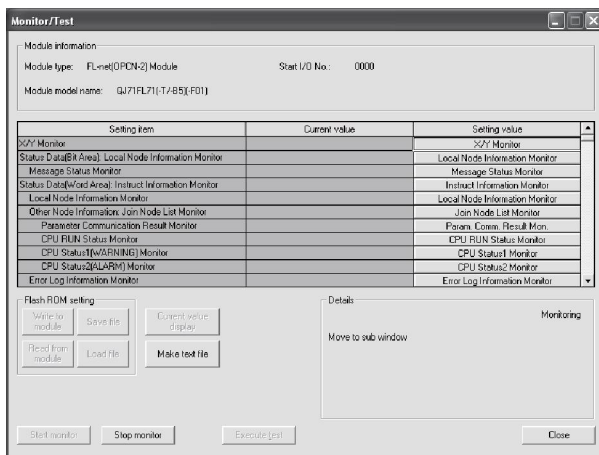 Monitor/Test
Module information
Module type: FL-net(OPCN-2) Module Start I/O No.: 0000
Module model name: QJ71FL71(-T/-B5)(-F01)
Setting item Current value Setting value
X/Y Monitor X/Y Monitor
Status Data(Bit Area): Local Node Information Monitor Local Node Information Monitor
Message Status Monitor Message Status Monitor
Status Data(Word Area): Instruct Information Monitor Instruct Information Monitor
Local Node Information Monitor Local Node Information Monitor
Other Node Information: Join Node List Monitor Join Node List Monitor
Parameter Communication Result Monitor Param. Comm. Result Mon.
CPU RUN Status Monitor CPU RUN Status Monitor
CPU Status1(WARNING) Monitor CPU Status1 Monitor
CPU Status2(ALARM) Monitor CPU Status2 Monitor
Error Log Information Monitor Error Log Information Monitor
Flash ROM setting Details
Write to module Save file Current value display Monitoring
Move to sub window
Read from module Load file Make text file
Start monitor Stop monitor Execute test Close